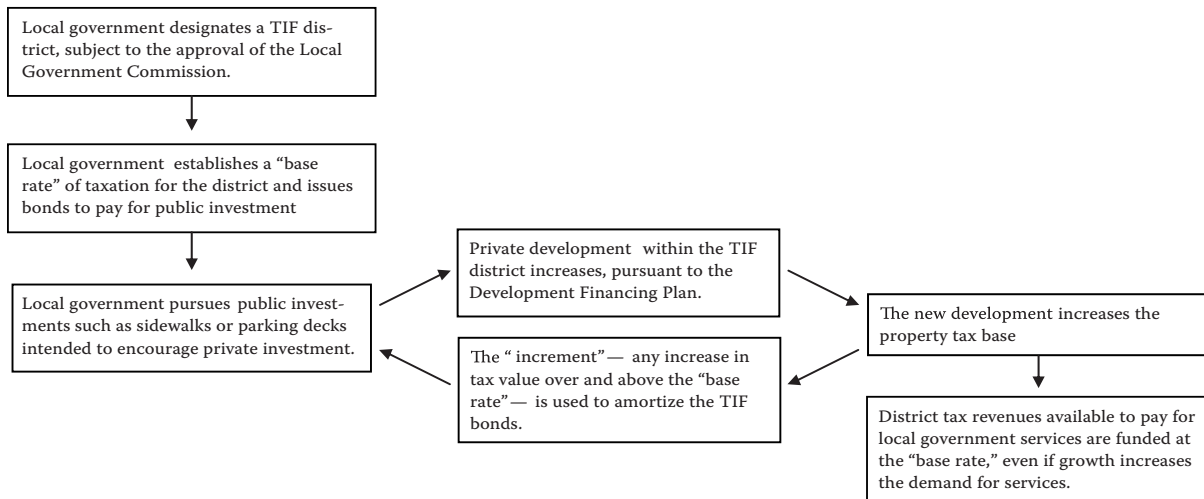 Local government designates a TIF dis-
trict, subject to the approval of the Local
Government Commission.
Local government establishes a “base
rate” of taxation for the district and issues
bonds to pay for public investment
Local government pursues public invest-
ments such as sidewalks or parking decks
intended to encourage private investment.
Private development within the TIF
district increases, pursuant to the
Development Financing Plan.
The new development increases the
property tax base
The “ increment”— any increase in
tax value over and above the “base
rate”— is used to amortize the TIF
bonds.
District tax revenues available to pay for
local government services are funded at
the “base rate,” even if growth increases
the demand for services.